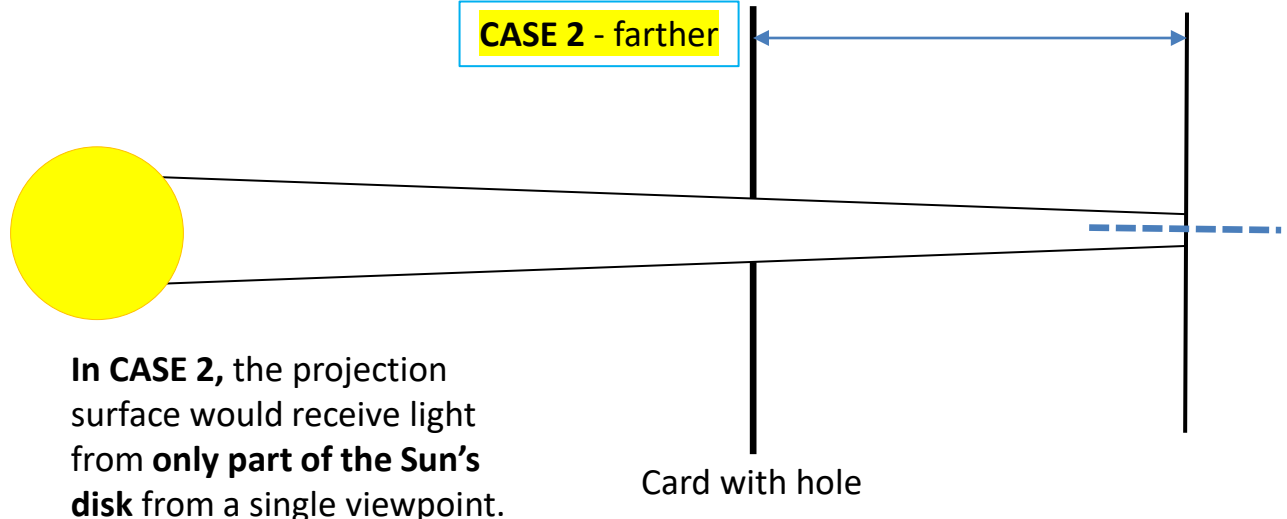 CASE 2 - farther
In CASE 2, the projection
surface would receive light
from only part of the Sun's
disk from a single viewpoint.
Card with hole